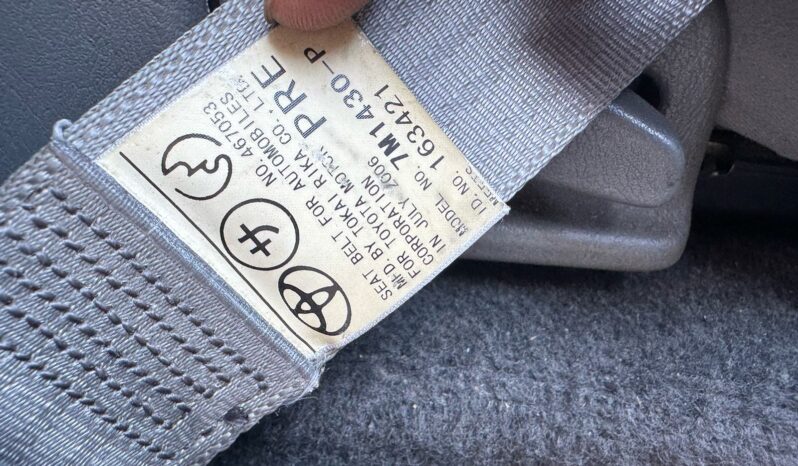 NO. 467053
SEAT BELT FOR AUTOMOBILES
MFD. BY TOKAI RIKA CO., LTD.
FOR TOYOTA MOTOR PRE
CORPORATION
IN JULY 2006
MODEL NO. 7M1430-P
ID. NO. 163421